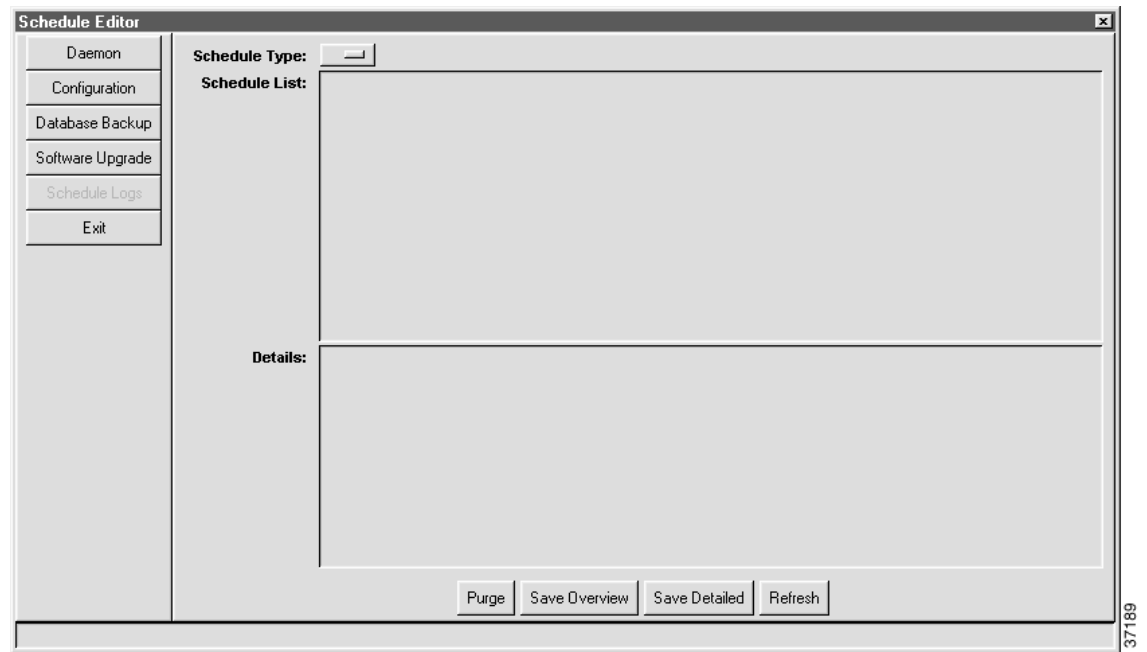 Schedule Editor
Daemon
Configuration
Database Backup
Software Upgrade
Schedule Logs
Exit
Schedule Type:
Schedule List:
Details:
Purge
Save Overview
Save Detailed
Refresh
37189